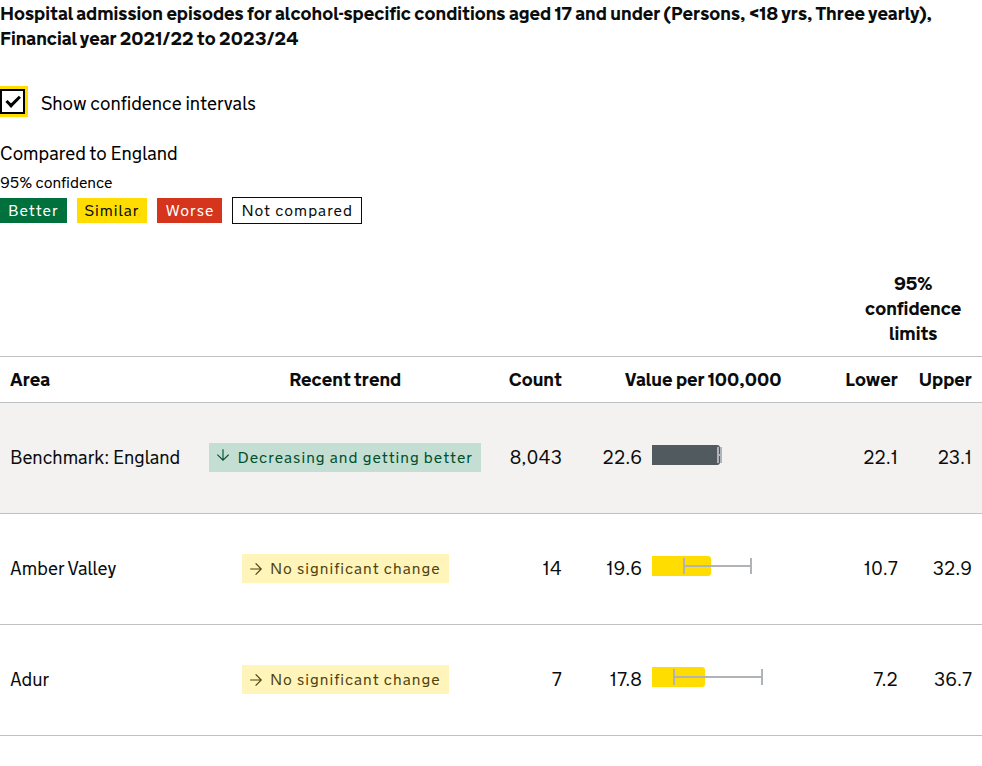 Hospital admission episodes for alcohol-specific conditions aged 17 and under (Persons, <18 yrs, Three yearly),
Financial year 2021/22 to 2023/24
Show confidence intervals
Compared to England
95% confidence
Better Similar Worse Not compared
95%
confidence
limits
Area Recent trend Count Value per 100,000 Lower Upper
Benchmark: England ↓ Decreasing and getting better 8,043 22.6 22.1 23.1
Amber Valley → No significant change 14 19.6 10.7 32.9
Adur → No significant change 7 17.8 7.2 36.7